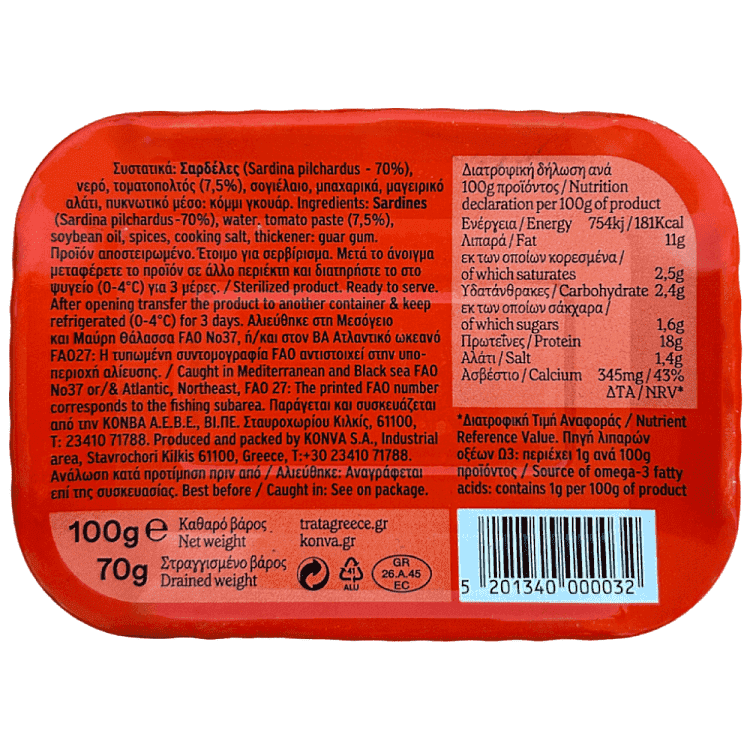 Συστατικά: Σαρδέλες (Sardina pilchardus - 70%),
νερό, τοματοπολτός (7,5%), σογιέλαιο, μπαχαρικά, μαγειρικό
αλάτι, πυκνωτικό μέσο: κόμμι γκουάρ. Ingredients: Sardines
(Sardina pilchardus-70%), water. tomato paste (7,5%),
soybean oil, spices, cooking salt, thickener: guar gum.
Προϊόν αποστειρωμένο. Έτοιμο για σερβίρισμα. Μετά το άνοιγμα
μεταφέρετε το προϊόν σε άλλο περιέκτη και διατηρήστε το στο
ψυγείο (0-4°C) για 3 μέρες. / Sterilized product. Ready to serve.
After opening transfer the product to another container & keep
refrigerated (0-4°C) for 3 days. Αλιεύθηκε στη Μεσόγειο
και Μαύρη Θάλασσα FAO No37, ή/και στον ΒΑ Ατλαντικό ωκεανό
FAO27: Η τυπωμένη συντομογραφία FAO αντιστοιχεί στην υπο-
περιοχή αλίευσης. / Caught in Mediterranean and Black sea FAO
No37 or/& Atlantic, Northeast, FAO 27: The printed FAO number
corresponds to the fishing subarea. Παράγεται και συσκευάζεται
από την ΚΟΝΒΑ Α.Ε.Β.Ε., ΒΙ.ΠΕ. Σταυροχωρίου Κιλκίς, 61100,
Τ: 23410 71788. Produced and packed by KONVA S.A., Industrial
area, Stavrochori Kilkis 61100, Greece, T:+30 23410 71788.
Ανάλωση κατά προτίμηση πριν από / Αλιεύθηκε: Αναγράφεται
επί της συσκευασίας. Best before / Caught in: See on package.
100g ℮ Καθαρό βάρος
Net weight
70g Στραγγισμένο βάρος
Drained weight
tratagreece.gr
konva.gr
41
ALU
GR
26.A.45
EC
Διατροφική δήλωση ανά
100g προϊόντος / Nutrition
declaration per 100g of product
Ενέργεια / Energy 754kj / 181Kcal
Λιπαρά / Fat 11g
εκ των οποίων κορεσμένα /
of which saturates 2,5g
Υδατάνθρακες / Carbohydrate 2,4g
εκ των οποίων σάκχαρα /
of which sugars 1,6g
Πρωτεΐνες / Protein 18g
Αλάτι / Salt 1,4g
Ασβέστιο / Calcium 345mg / 43%
ΔΤΑ / NRV*
*Διατροφική Τιμή Αναφοράς / Nutrient
Reference Value. Πηγή λιπαρών
οξέων Ω3: περιέχει 1g ανά 100g
προϊόντος / Source of omega-3 fatty
acids: contains 1g per 100g of product
5 201340 000032